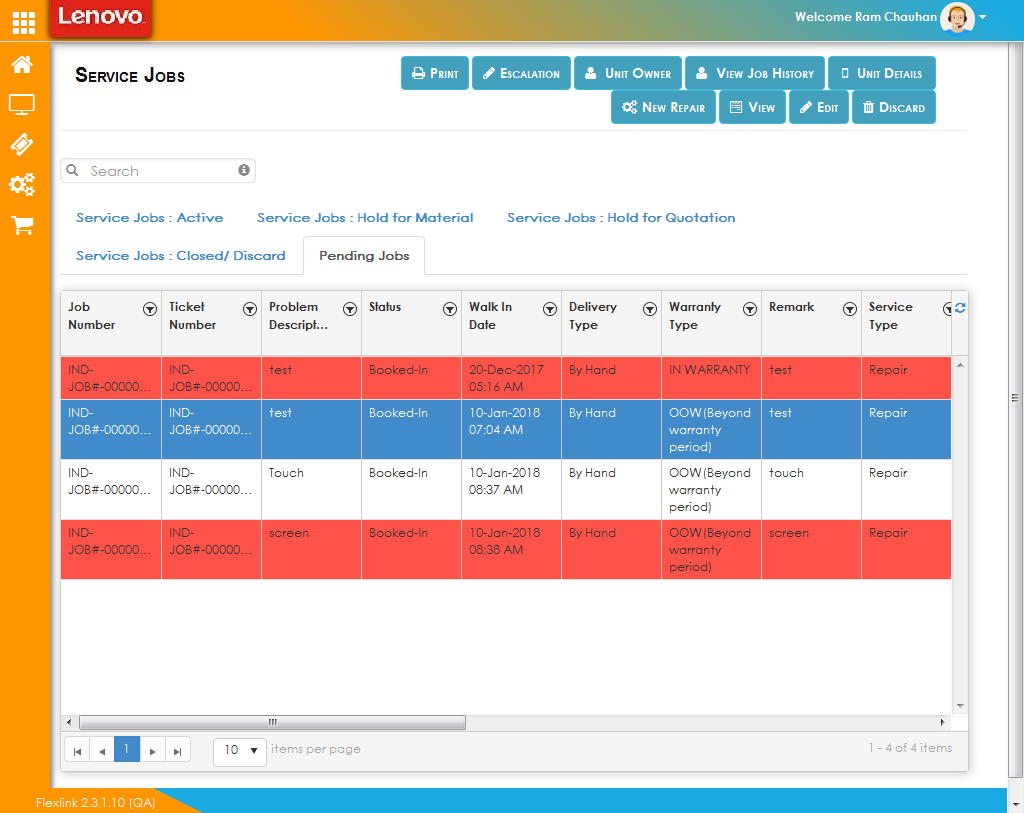 Lenovo
Welcome Ram Chauhan
Service Jobs
Print
Escalation
Unit Owner
View Job History
Unit Details
New Repair
View
Edit
Discard
Search
Service Jobs : Active
Service Jobs : Hold for Material
Service Jobs : Hold for Quotation
Service Jobs : Closed/ Discard
Pending Jobs
Job Number
Ticket Number
Problem Descript...
Status
Walk In Date
Delivery Type
Warranty Type
Remark
Service Type
IND-JOB#-00000... IND-JOB#-00000... test Booked-In 20-Dec-2017 05:16 AM By Hand IN WARRANTY test Repair
IND-JOB#-00000... IND-JOB#-00000... test Booked-In 10-Jan-2018 07:04 AM By Hand OOW(Beyond warranty period) test Repair
IND-JOB#-00000... IND-JOB#-00000... Touch Booked-In 10-Jan-2018 08:37 AM By Hand OOW(Beyond warranty period) touch Repair
IND-JOB#-00000... IND-JOB#-00000... screen Booked-In 10-Jan-2018 08:38 AM By Hand OOW(Beyond warranty period) screen Repair
1
10 items per page
1 - 4 of 4 items
Flexlink 2.3.1.10 (QA)